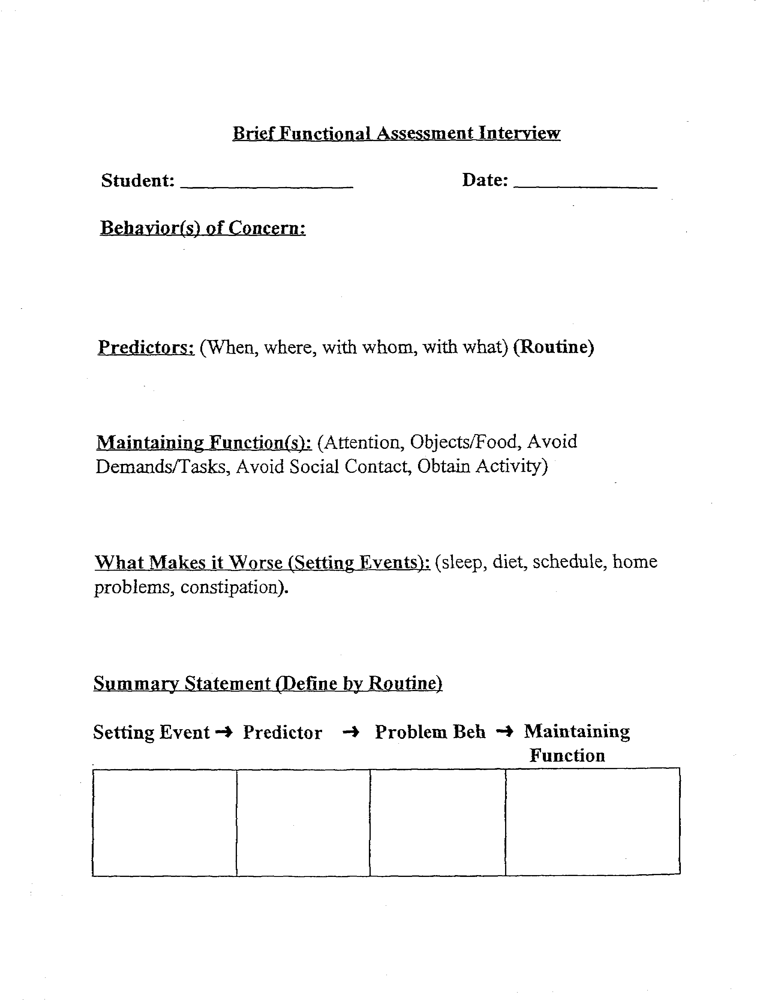 Brief Functional Assessment Interview
Student: ____________ Date: ____________
Behavior(s) of Concern:
Predictors: (When, where, with whom, with what) (Routine)
Maintaining Function(s): (Attention, Objects/Food, Avoid
Demands/Tasks, Avoid Social Contact, Obtain Activity)
What Makes it Worse (Setting Events): (sleep, diet, schedule, home
problems, constipation).
Summary Statement (Define by Routine)
Setting Event → Predictor → Problem Beh → Maintaining
Function